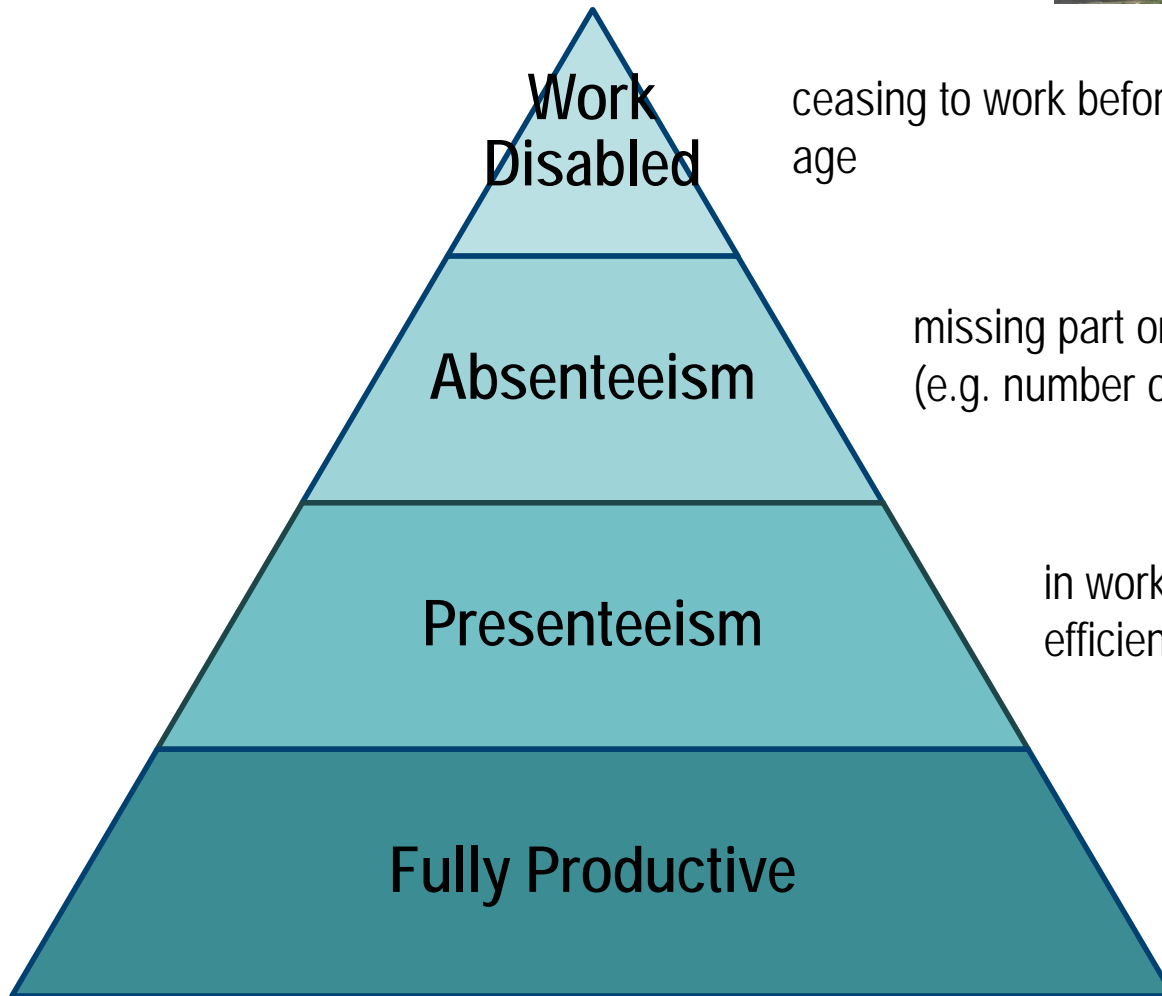 Work
Disabled
ceasing to work
age
Absenteeism
missing part
(e.g. number
Presenteeism
in
Fully Productive